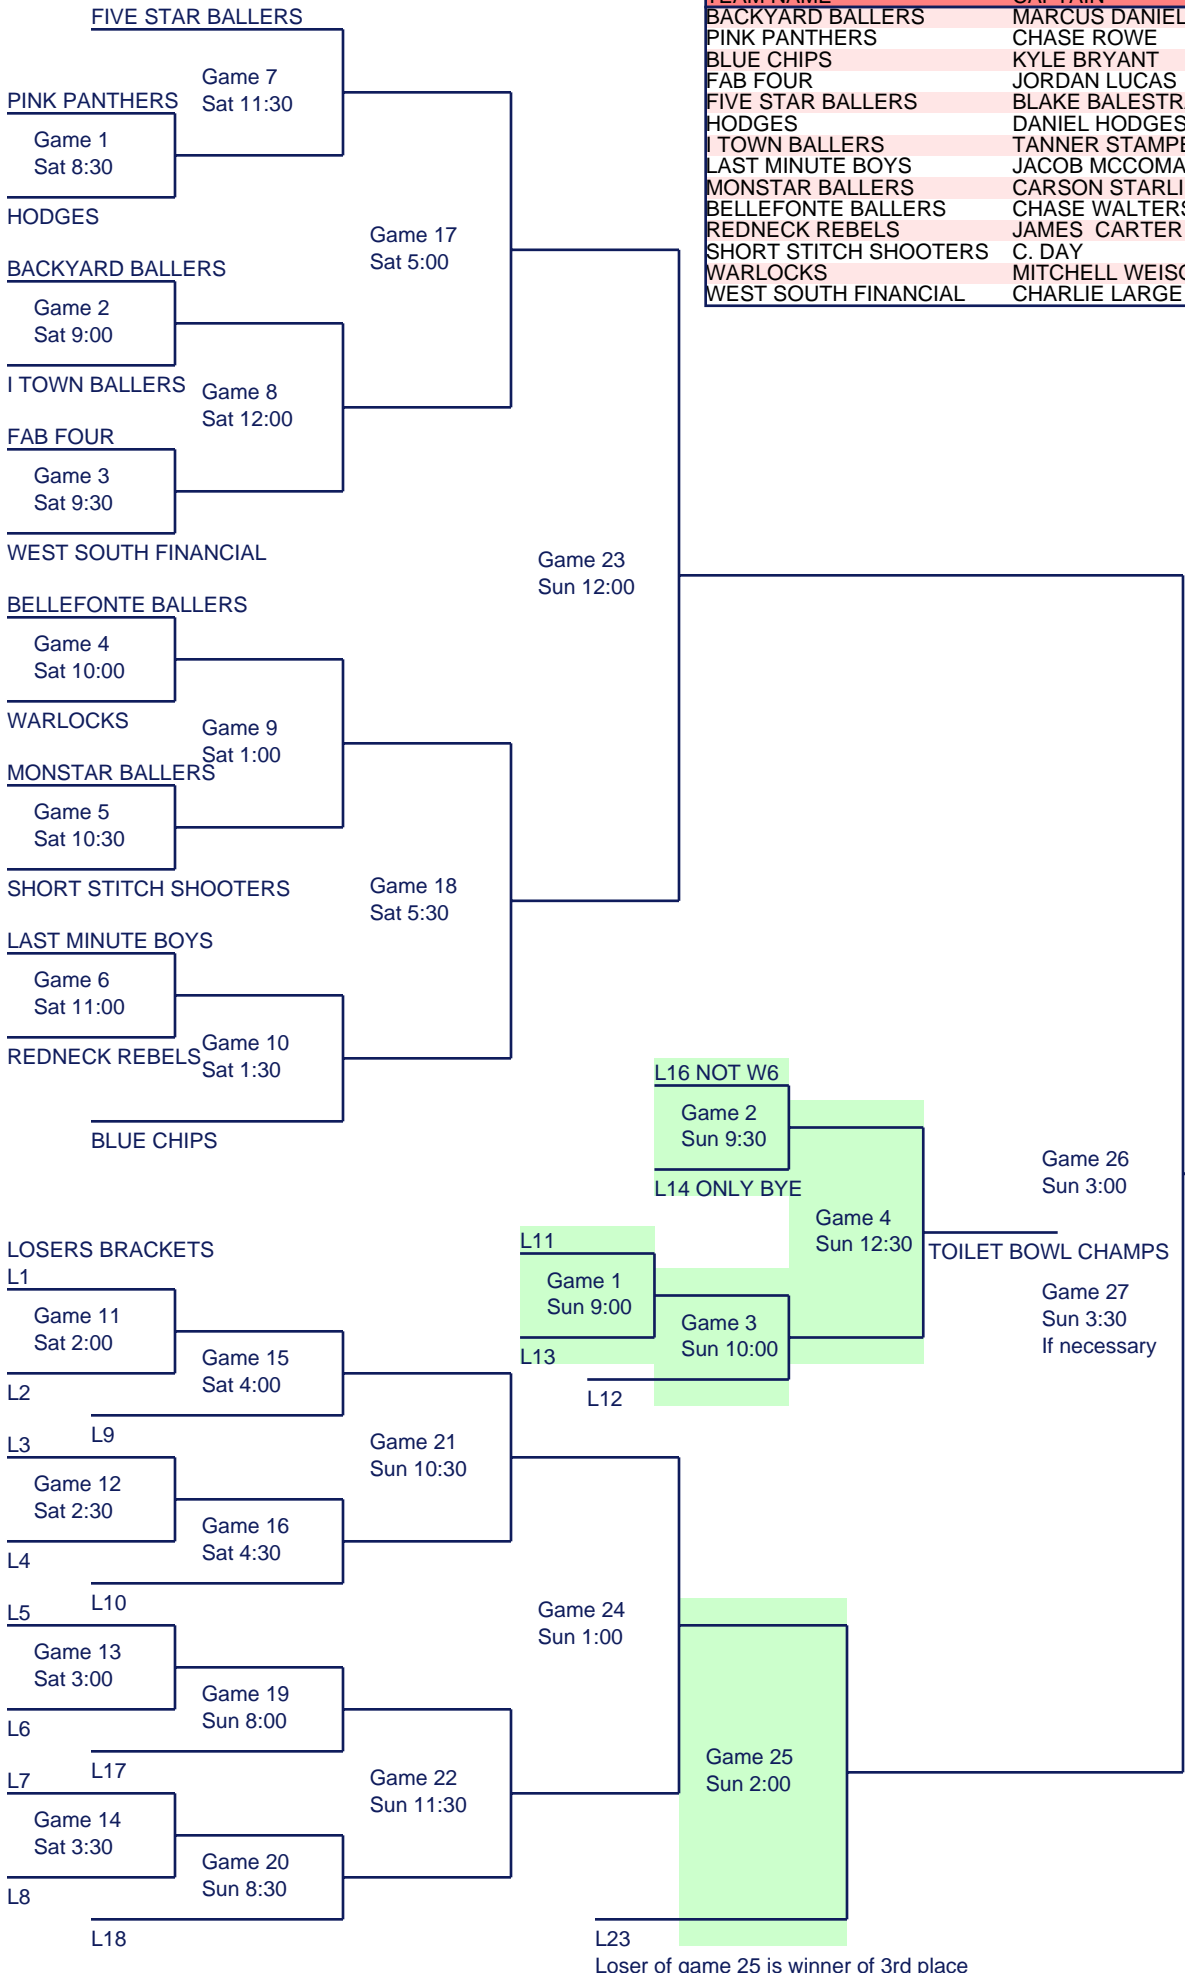 FIVE STAR BALLERS
Game 7
Sat 11:30
PINK PANTHERS
Game 1
Sat 8:30
HODGES
Game 17
Sat 5:00
BACKYARD BALLERS
Game 2
Sat 9:00
I TOWN BALLERS
Game 8
Sat 12:00
FAB FOUR
Game 3
Sat 9:30
WEST SOUTH FINANCIAL
Game 23
Sun 12:00
BELLEFONTE BALLERS
Game 4
Sat 10:00
WARLOCKS
Game 9
Sat 1:00
MONSTAR BALLERS
Game 5
Sat 10:30
SHORT STITCH SHOOTERS
Game 18
Sat 5:30
LAST MINUTE BOYS
Game 6
Sat 11:00
REDNECK REBELS
Game 10
Sat 1:30
BLUE CHIPS
BACKYARD BALLERS MARCUS DANIEL
PINK PANTHERS CHASE ROWE
BLUE CHIPS KYLE BRYANT
FAB FOUR JORDAN LUCAS
FIVE STAR BALLERS BLAKE BALESTR
HODGES DANIEL HODGES
I TOWN BALLERS TANNER STAMPE
LAST MINUTE BOYS JACOB MCCOMA
MONSTAR BALLERS CARSON STARLI
BELLEFONTE BALLERS CHASE WALTERS
REDNECK REBELS JAMES CARTER
SHORT STITCH SHOOTERS C. DAY
WARLOCKS MITCHELL WEISO
WEST SOUTH FINANCIAL CHARLIE LARGE
L16 NOT W6
Game 2
Sun 9:30
L14 ONLY BYE
Game 4
Sun 12:30
L11
Game 1
Sun 9:00
L13
Game 3
Sun 10:00
L12
TOILET BOWL CHAMPS
Game 26
Sun 3:00
Game 27
Sun 3:30
If necessary
LOSERS BRACKETS
L1
Game 11
Sat 2:00
L2
Game 15
Sat 4:00
L9
L3
Game 12
Sat 2:30
L4
Game 16
Sat 4:30
L10
Game 21
Sun 10:30
L5
Game 13
Sat 3:00
L6
Game 19
Sun 8:00
L17
L7
Game 14
Sat 3:30
L8
Game 20
Sun 8:30
L18
Game 22
Sun 11:30
Game 24
Sun 1:00
Game 25
Sun 2:00
L23
Loser of game 25 is winner of 3rd place